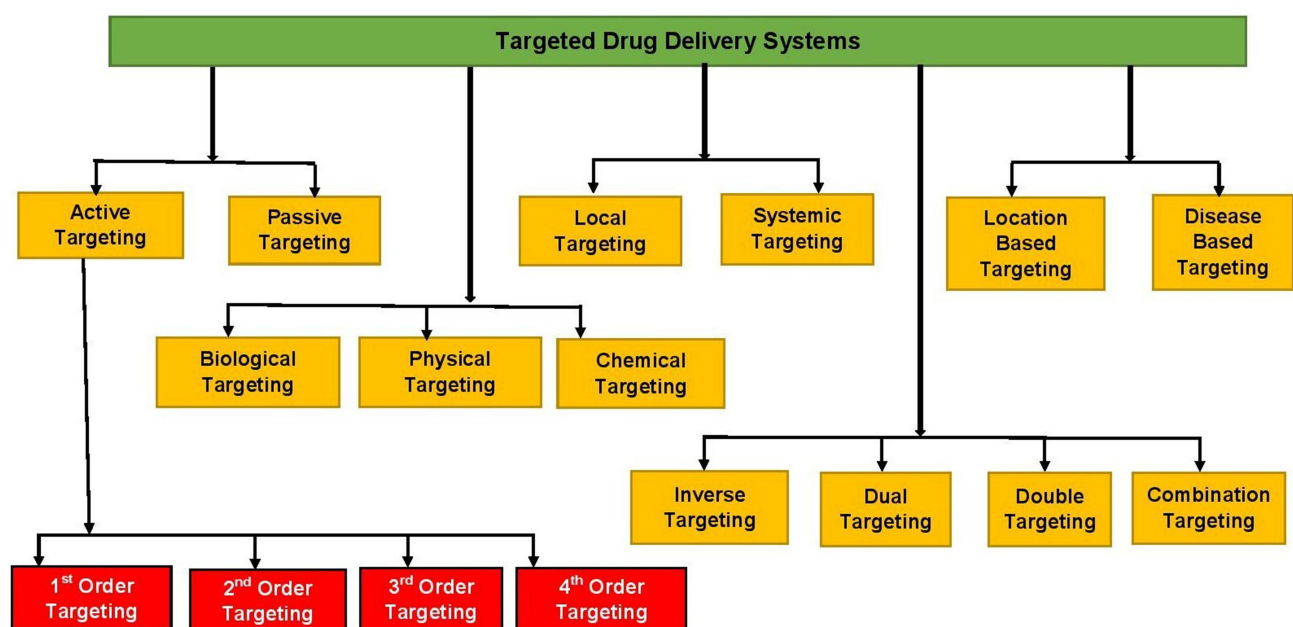 Targeted Drug Delivery Systems
Active
Targeting
Passive
Targeting
Local
Targeting
Systemic
Targeting
Location
Based
Targeting
Disease
Based
Targeting
Biological
Targeting
Physical
Targeting
Chemical
Targeting
Inverse
Targeting
Dual
Targeting
Double
Targeting
Combination
Targeting
1st Order
Targeting
2nd Order
Targeting
3rd Order
Targeting
4th Order
Targeting